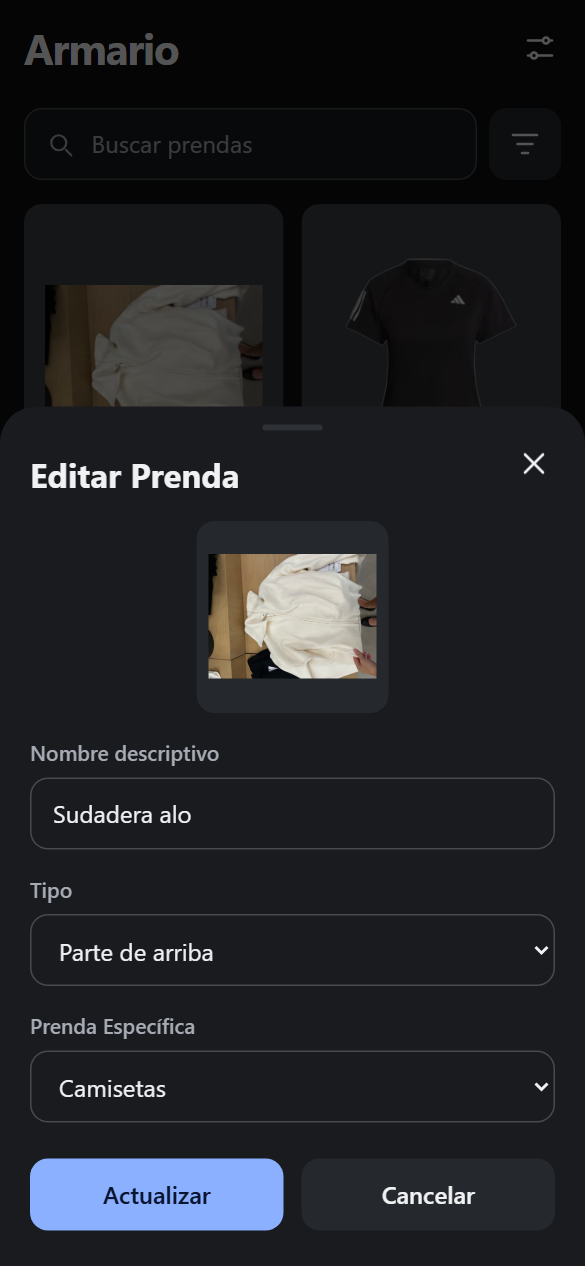 Armario
Buscar prendas
Editar Prenda
Nombre descriptivo
Sudadera alo
Tipo
Parte de arriba
Prenda Específica
Camisetas
Actualizar
Cancelar